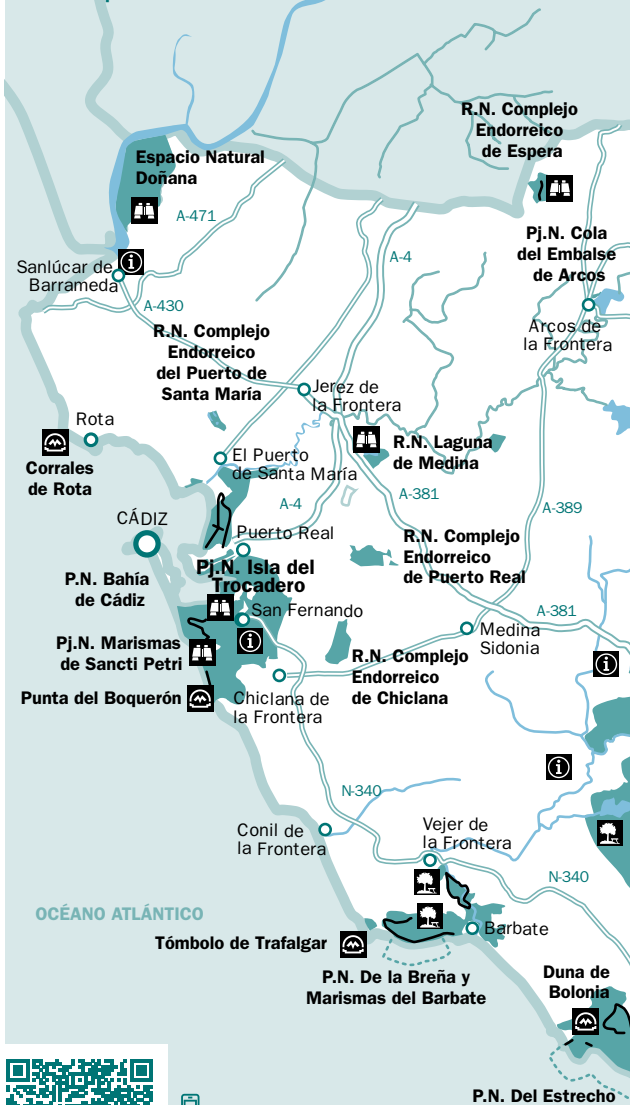 R.N. Complejo
Endorreico
de Espera
Espacio Natural
Doñana
A-471
Pj.N. Cola
del Embalse
de Arcos
A-4
Sanlúcar de
Barrameda
A-430
R.N. Complejo
Endorreico
del Puerto de
Santa María
Arcos de
la Frontera
Jerez de
la Frontera
Rota
Corrales
de Rota
R.N. Laguna
de Medina
El Puerto
de Santa María
A-4
A-381
A-389
CÁDIZ
Puerto Real
R.N. Complejo
Endorreico
de Puerto Real
Pj.N. Isla del
Trocadero
P.N. Bahía
de Cádiz
San Fernando
A-381
Medina
Sidonia
Pj.N. Marismas
de Sancti Petri
R.N. Complejo
Endorreico
de Chiclana
Punta del Boquerón
Chiclana de
la Frontera
N-340
Conil de
la Frontera
Vejer de
la Frontera
N-340
OCÉANO ATLÁNTICO
Barbate
Tómbolo de Trafalgar
P.N. De la Breña y
Marismas del Barbate
Duna de
Bolonia
P.N. Del Estrecho